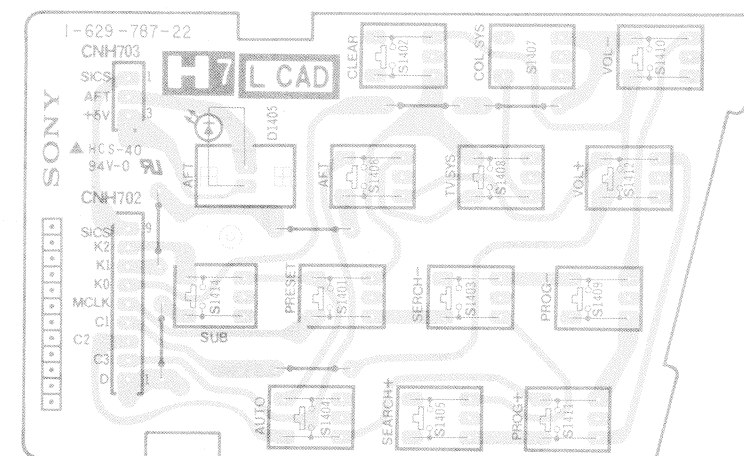 1-629-787-22
CNH703
SICS 1
AFT
+5V 3
SONY
▲ HCS-40
94V-0
H7
L CAD
D1405
AFT
CLEAR
S1402
COL SYS
S1407
VOL-
S1410
AFT
S1406
TV SYS
S1408
VOL+
S1412
CNH702
SICS 9
K2
K1
K0
MCLK
C1
C2
C3
D 1
S1414
SUB
PRESET
S1401
SERCH-
S1403
PROG-
S1409
AUTO
S1404
SEARCH+
S1405
PROG+
S1411